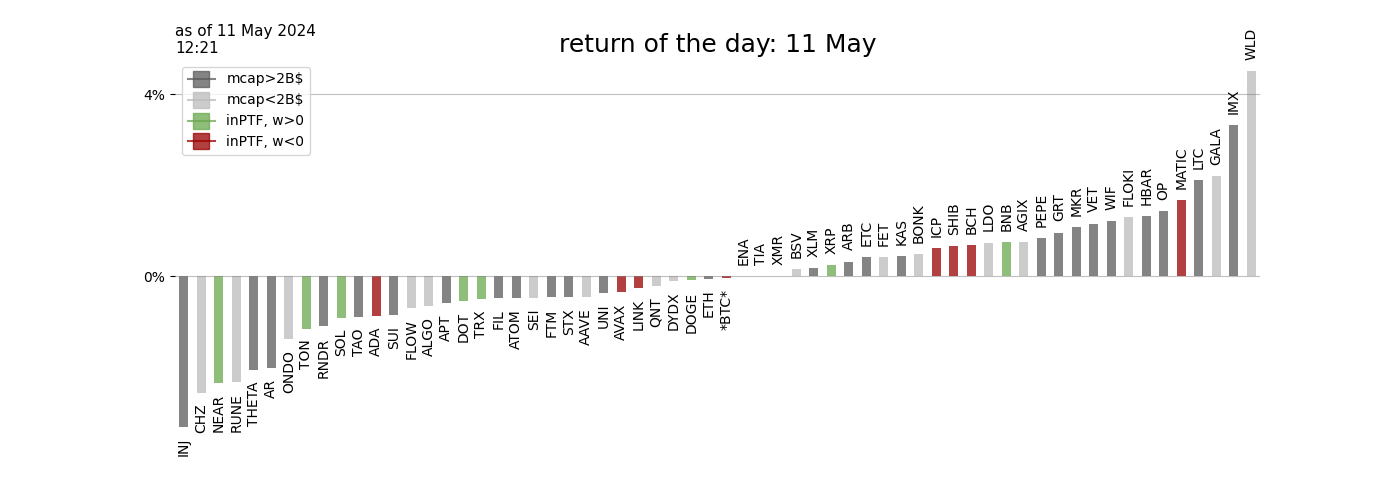 as of 11 May 2024
12:21
return of the day: 11 May
mcap>2B$
mcap<2B$
inPTF, w>0
inPTF, w<0
4%
0%
INJ
CHZ
NEAR
RUNE
THETA
AR
ONDO
TON
RNDR
SOL
TAO
ADA
SUI
FLOW
ALGO
APT
DOT
TRX
FIL
ATOM
SEI
FTM
STX
AAVE
UNI
AVAX
LINK
QNT
DYDX
DOGE
ETH
*BTC*
ENA
TIA
XMR
BSV
XLM
XRP
ARB
ETC
FET
KAS
BONK
ICP
SHIB
BCH
LDO
BNB
AGIX
PEPE
GRT
MKR
VET
WIF
FLOKI
HBAR
OP
MATIC
LTC
GALA
IMX
WLD